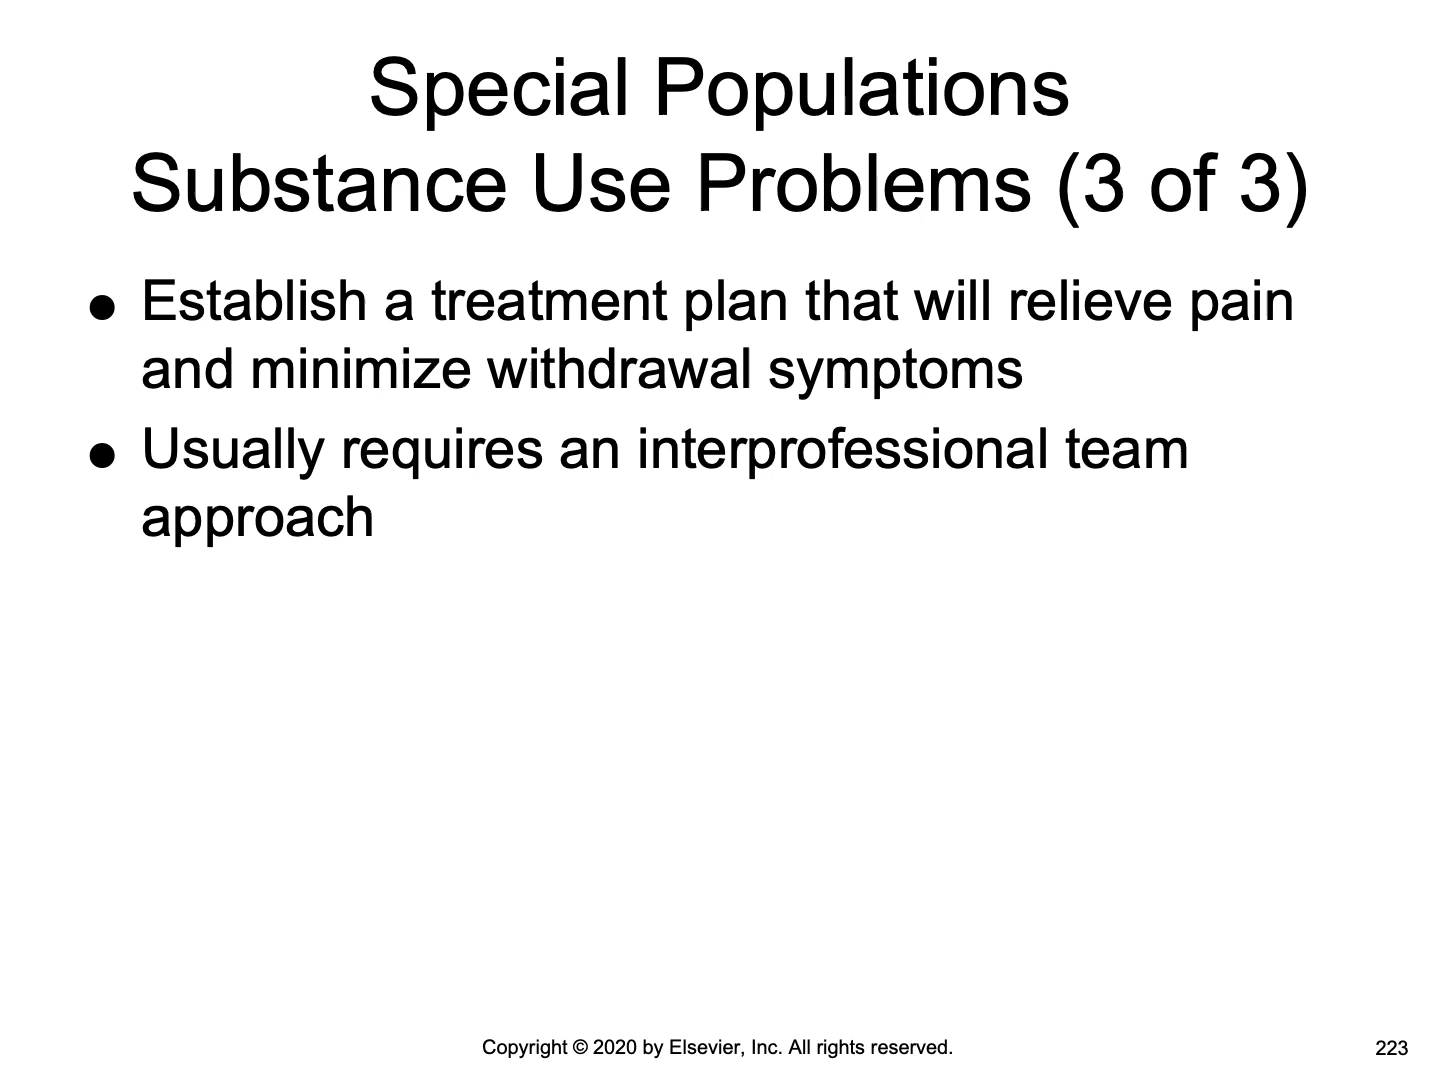 Special Populations
Substance Use Problems (3 of 3)
● Establish a treatment plan that will relieve pain
and minimize withdrawal symptoms
● Usually requires an interprofessional team
approach
Copyright © 2020 by Elsevier, Inc. All rights reserved.
223